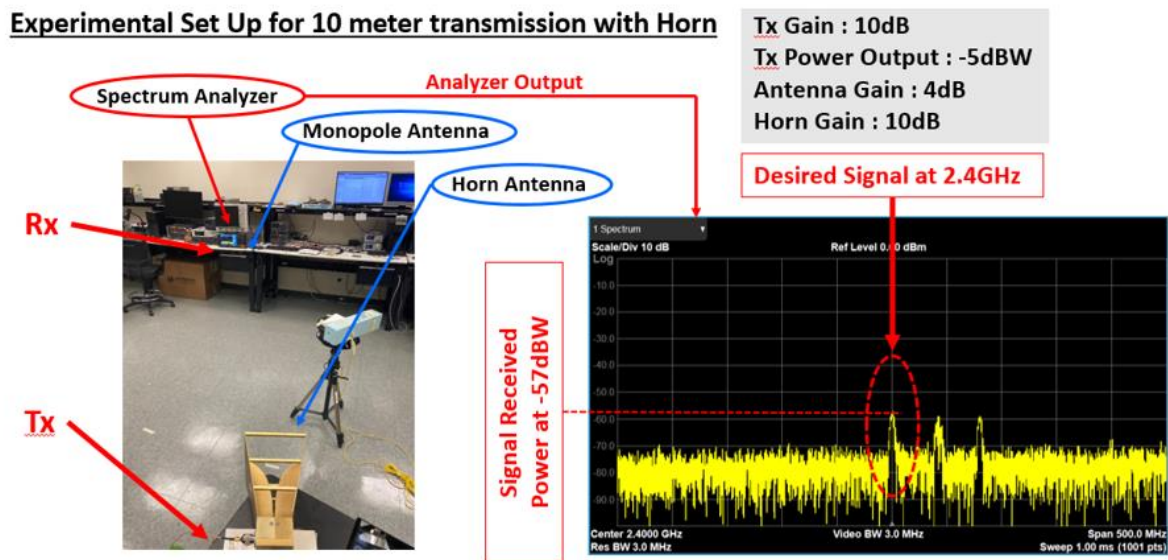 Experimental Set Up for 10 meter transmission with Horn
Tx Gain : 10dB
Tx Power Output : -5dBW
Antenna Gain : 4dB
Horn Gain : 10dB
Spectrum Analyzer
Analyzer Output
Monopole Antenna
Horn Antenna
Desired Signal at 2.4GHz
Rx
Tx
Signal Received
Power at -57dBW
1 Spectrum
Scale/Div 10 dB
Ref Level 0.00 dBm
Log
-10.0
-20.0
-30.0
-40.0
-50.0
-60.0
-70.0
-80.0
-90.0
Center 2.4000 GHz
Video BW 3.0 MHz
Span 500.0 MHz
Res BW 3.0 MHz
Sweep 1.00 ms (1001 pts)